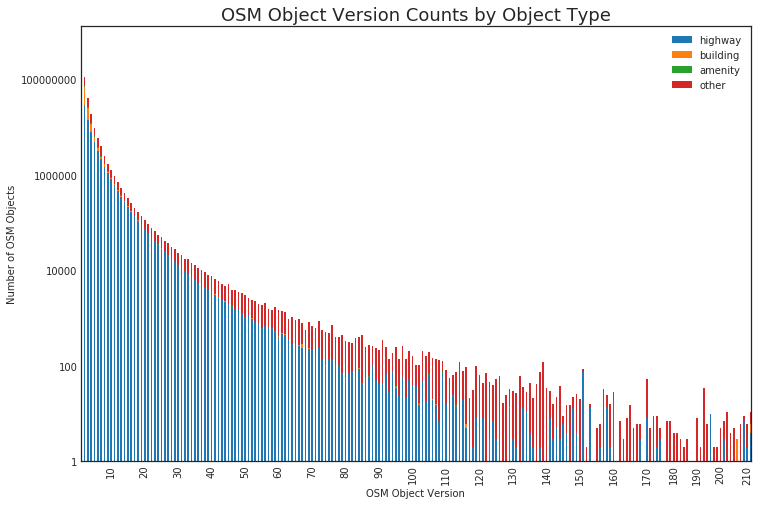 OSM Object Version Counts by Object Type
highway
building
amenity
other
100000000
1000000
10000
100
1
Number of OSM Objects
10 20 30 40 50 60 70 80 90 100 110 120 130 140 150 160 170 180 190 200 210
OSM Object Version